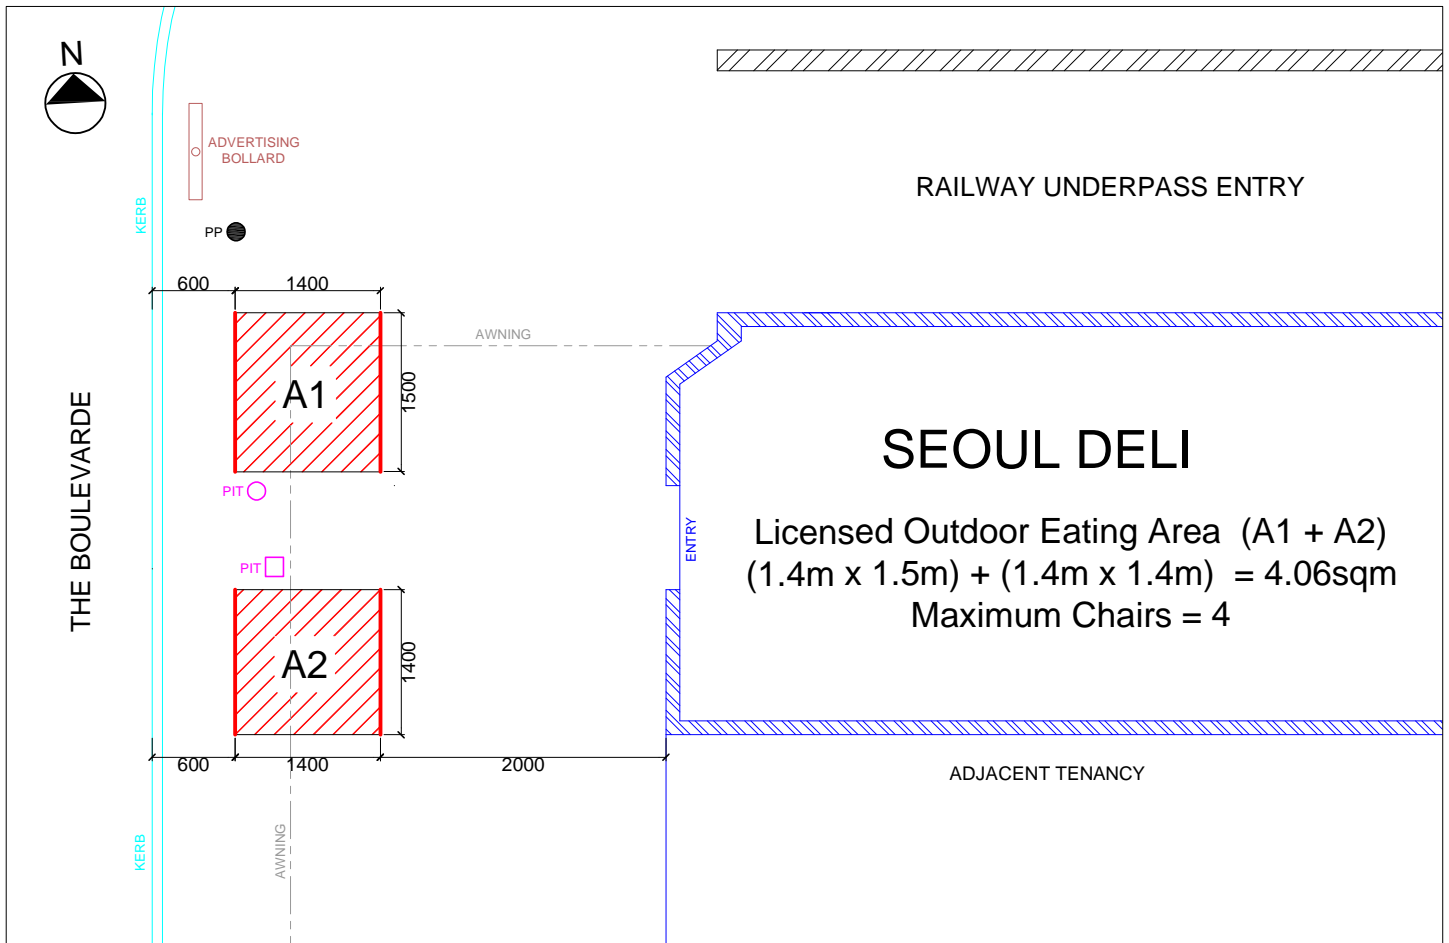 N
ADVERTISING
BOLLARD
RAILWAY UNDERPASS ENTRY
KERB
PP
600
1400
AWNING
A1
1500
THE BOULEVARDE
SEOUL DELI
PIT
ENTRY
Licensed Outdoor Eating Area (A1 + A2)
PIT
(1.4m x 1.5m) + (1.4m x 1.4m) = 4.06sqm
Maximum Chairs = 4
A2
1400
600
1400
2000
ADJACENT TENANCY
KERB
AWNING